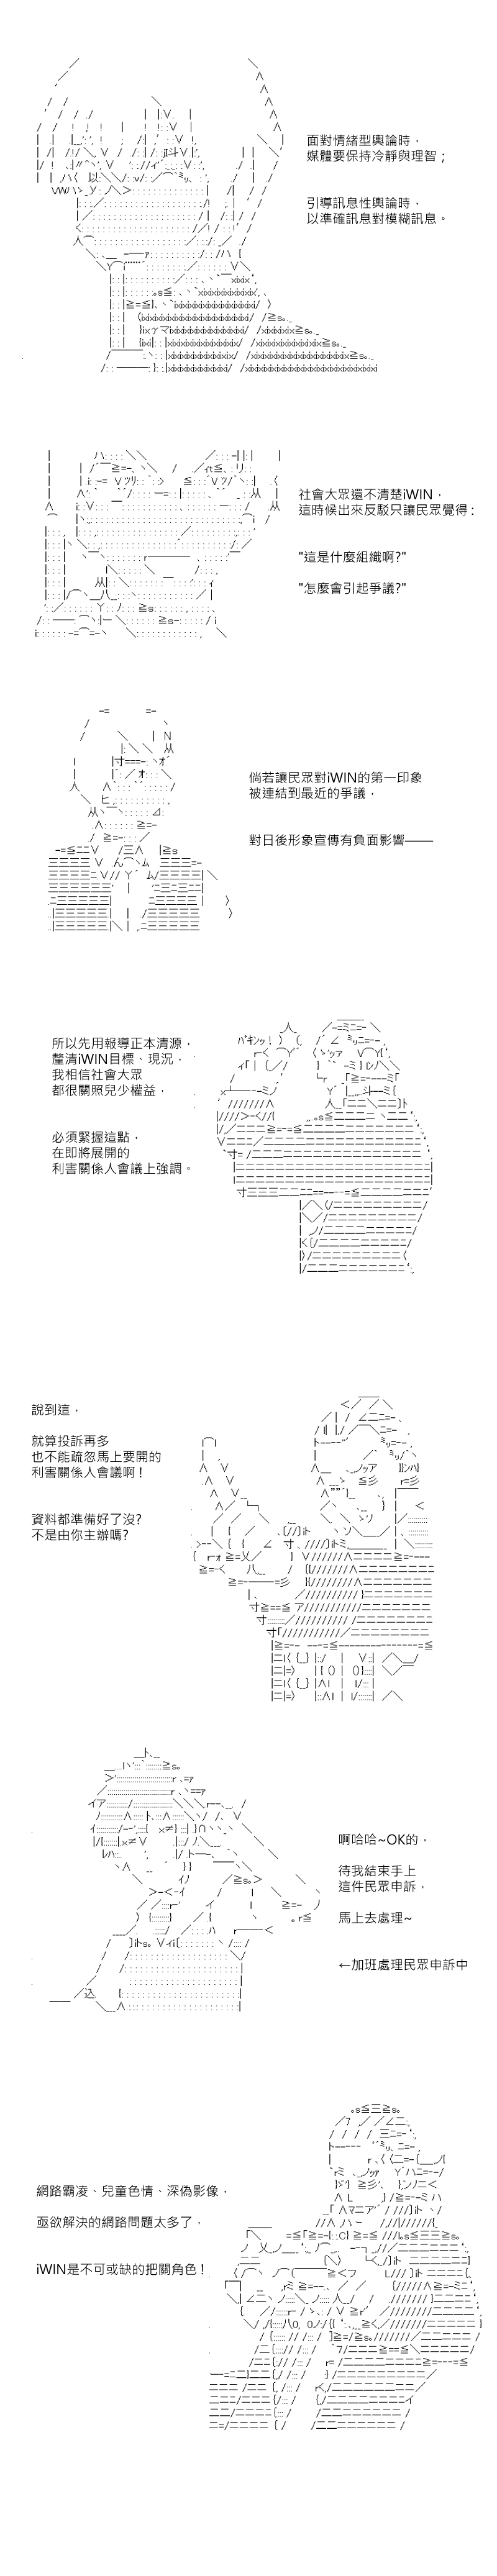 面對情緒型輿論時，
媒體要保持冷靜與理智；
引導訊息性輿論時，
以準確訊息對模糊訊息。
社會大眾還不清楚iWIN，
這時候出來反駁只讓民眾覺得：
"這是什麼組織啊?"
"怎麼會引起爭議?"
倘若讓民眾對iWIN的第一印象
被連結到最近的爭議，
對日後形象宣傳有負面影響───
所以先用報導正本清源，
釐清iWIN目標、現況，
我相信社會大眾
都很關照兒少權益，
必須緊握這點，
在即將展開的
利害關係人會議上強調。
說到這，
就算投訴再多
也不能疏忽馬上要開的
利害關係人會議啊！
資料都準備好了沒?
不是由你主辦嗎?
啊哈哈~OK的，
待我結束手上
這件民眾申訴，
馬上去處理~
←加班處理民眾申訴中
網路霸凌、兒童色情、深偽影像，
亟欲解決的網路問題太多了，
iWIN是不可或缺的把關角色！